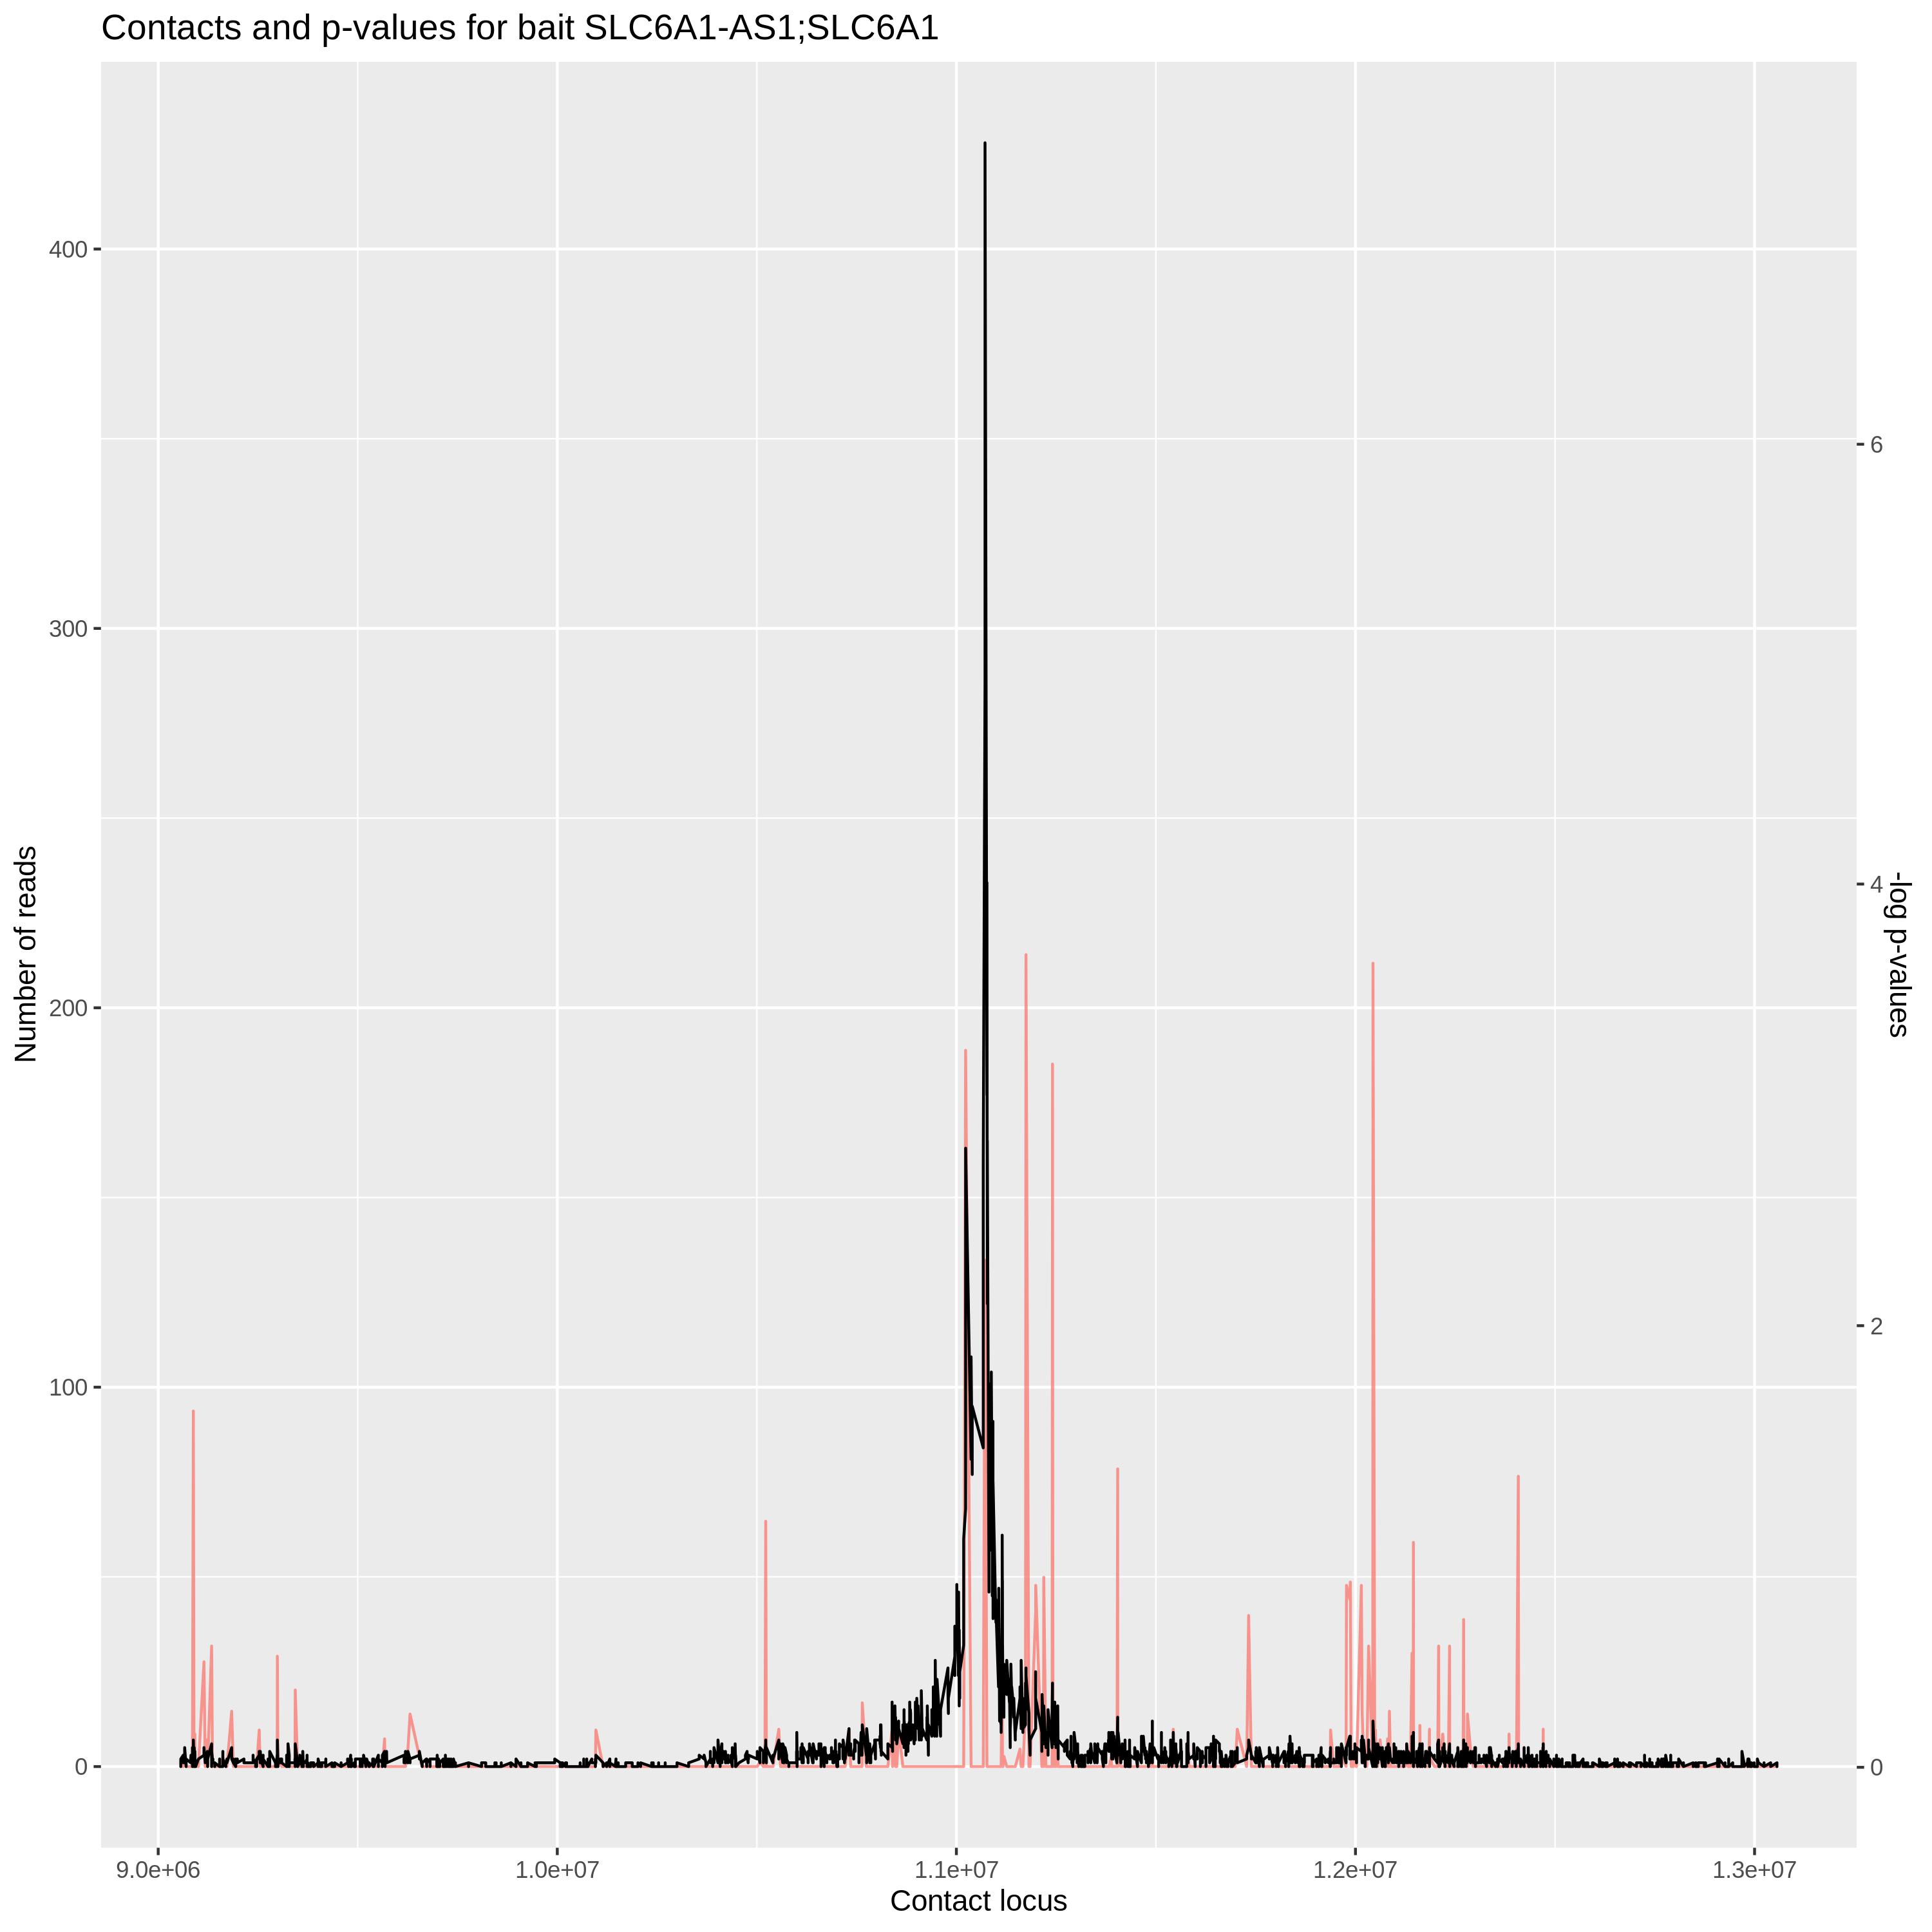 Contacts and p-values for bait SLC6A1-AS1;SLC6A1
400
300
200
100
0
Number of reads
6
4
2
0
-log p-values
9.0e+06
1.0e+07
1.1e+07
1.2e+07
1.3e+07
Contact locus